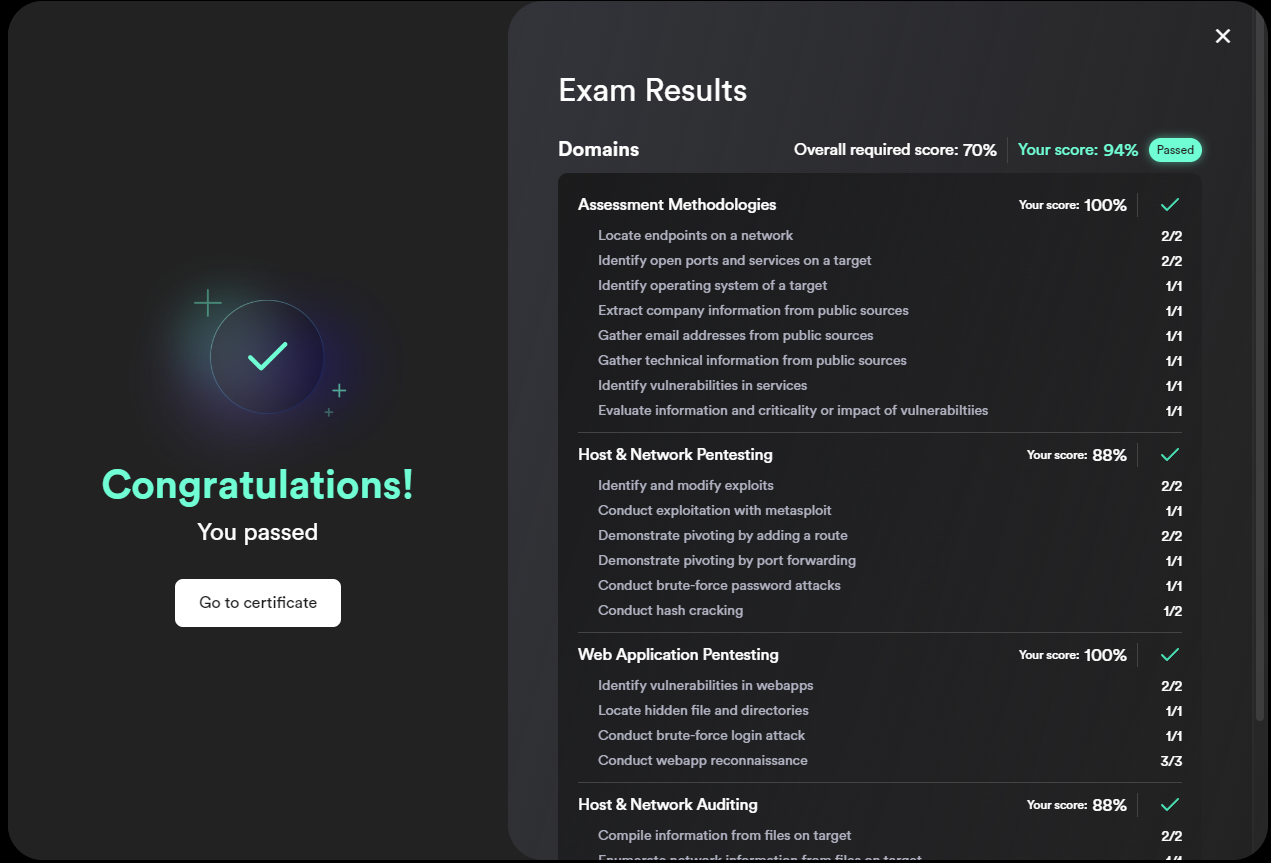 Exam Results
Domains Overall required score: 70% Your score: 94% Passed
Assessment Methodologies Your score: 100%
Locate endpoints on a network 2/2
Identify open ports and services on a target 2/2
Identify operating system of a target 1/1
Extract company information from public sources 1/1
Gather email addresses from public sources 1/1
Gather technical information from public sources 1/1
Identify vulnerabilities in services 1/1
Evaluate information and criticality or impact of vulnerabiltiies 1/1
Host & Network Pentesting Your score: 88%
Identify and modify exploits 2/2
Conduct exploitation with metasploit 1/1
Demonstrate pivoting by adding a route 2/2
Demonstrate pivoting by port forwarding 1/1
Conduct brute-force password attacks 1/1
Conduct hash cracking 1/2
Web Application Pentesting Your score: 100%
Identify vulnerabilities in webapps 2/2
Locate hidden file and directories 1/1
Conduct brute-force login attack 1/1
Conduct webapp reconnaissance 3/3
Host & Network Auditing Your score: 88%
Compile information from files on target 2/2
Enumerate network information from files on target 1/1
Congratulations!
You passed
Go to certificate